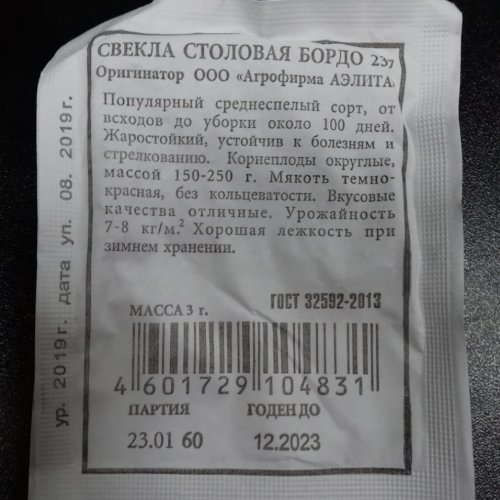 СВЕКЛА СТОЛОВАЯ БОРДО 237
Оригинатор ООО «Агрофирма АЭЛИТА
Популярный среднеспелый сорт, от
всходов до уборки около 100 дней.
Жаростойкий, устойчив к болезням и
стрелкованию. Корнеплоды округлые,
массой 150-250 г. Мякоть темно-
красная, без кольцеватости. Вкусовые
качества отличные. Урожайность
7-8 кг/м.² Хорошая лежкость при
зимнем хранении.
МАССА 3 г.
ГОСТ 32592-2013
4 601729 104831
ПАРТИЯ ГОДЕН ДО
23.01 60 12.2023
ур. 2019г. дата уп. 08. 2019г.